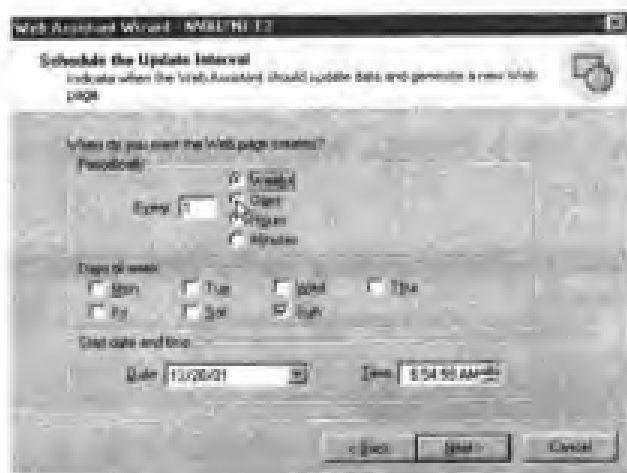 Web Assistant Wizard -
Schedule the Update Interval
Indicate when the Web Assistant should update data and generate a new Web
page
When do you want the Web page created?
Periodically
Every 1
Weeks
Days
Hours
Minutes
Days of week
Mon Tue Wed Thu
Fri Sat Sun
Start date and time
Date: Time:
< Back Next > Cancel